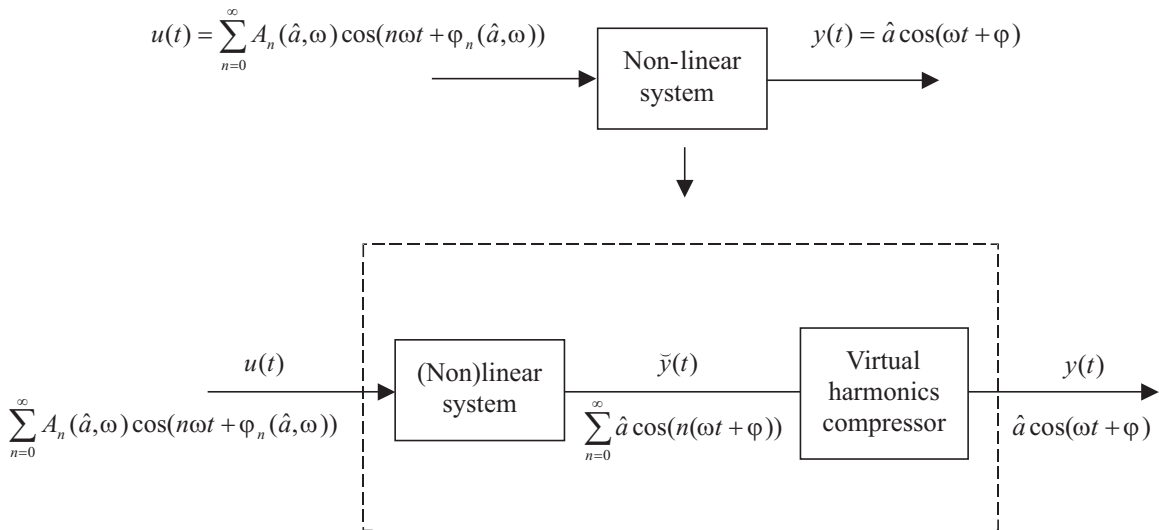 u(t) = ∑_{n=0}^{∞} A_n(â,ω)cos(nωt + φ_n(â,ω))
y(t) = â cos(ωt + φ)
Non-linear
system
u(t)
∑_{n=0}^{∞} A_n(â,ω)cos(nωt + φ_n(â,ω))
(Non)linear
system
y̆(t)
∑_{n=0}^{∞} â cos(n(ωt + φ))
Virtual
harmonics
compressor
y(t)
â cos(ωt + φ)